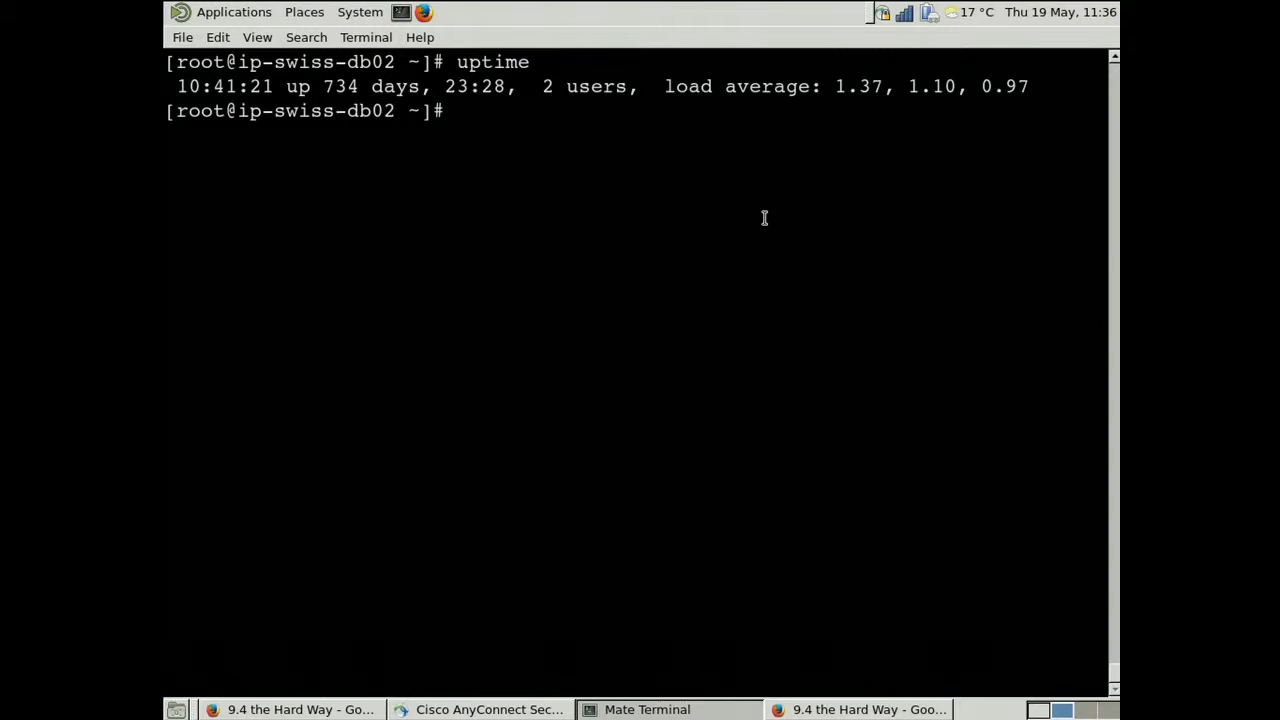 Applications Places System 17 °C Thu 19 May, 11:36
File Edit View Search Terminal Help
[root@ip-swiss-db02 ~]# uptime
10:41:21 up 734 days, 23:28, 2 users, load average: 1.37, 1.10, 0.97
[root@ip-swiss-db02 ~]#
9.4 the Hard Way - Go... Cisco AnyConnect Sec... Mate Terminal 9.4 the Hard Way - Goo...